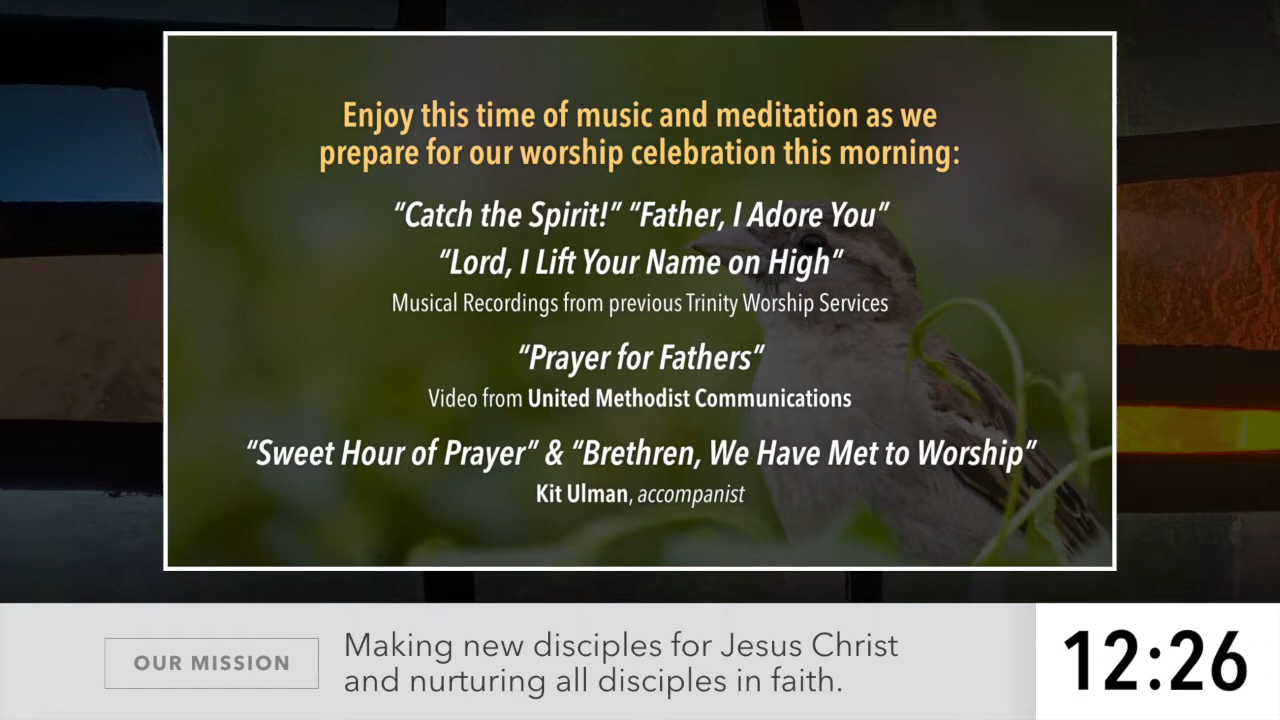 Enjoy this time of music and meditation as we
prepare for our worship celebration this morning:
“Catch the Spirit!” “Father, I Adore You”
“Lord, I Lift Your Name on High”
Musical Recordings from previous Trinity Worship Services
“Prayer for Fathers”
Video from United Methodist Communications
“Sweet Hour of Prayer” & “Brethren, We Have Met to Worship”
Kit Ulman, accompanist
OUR MISSION
Making new disciples for Jesus Christ
and nurturing all disciples in faith.
12:26